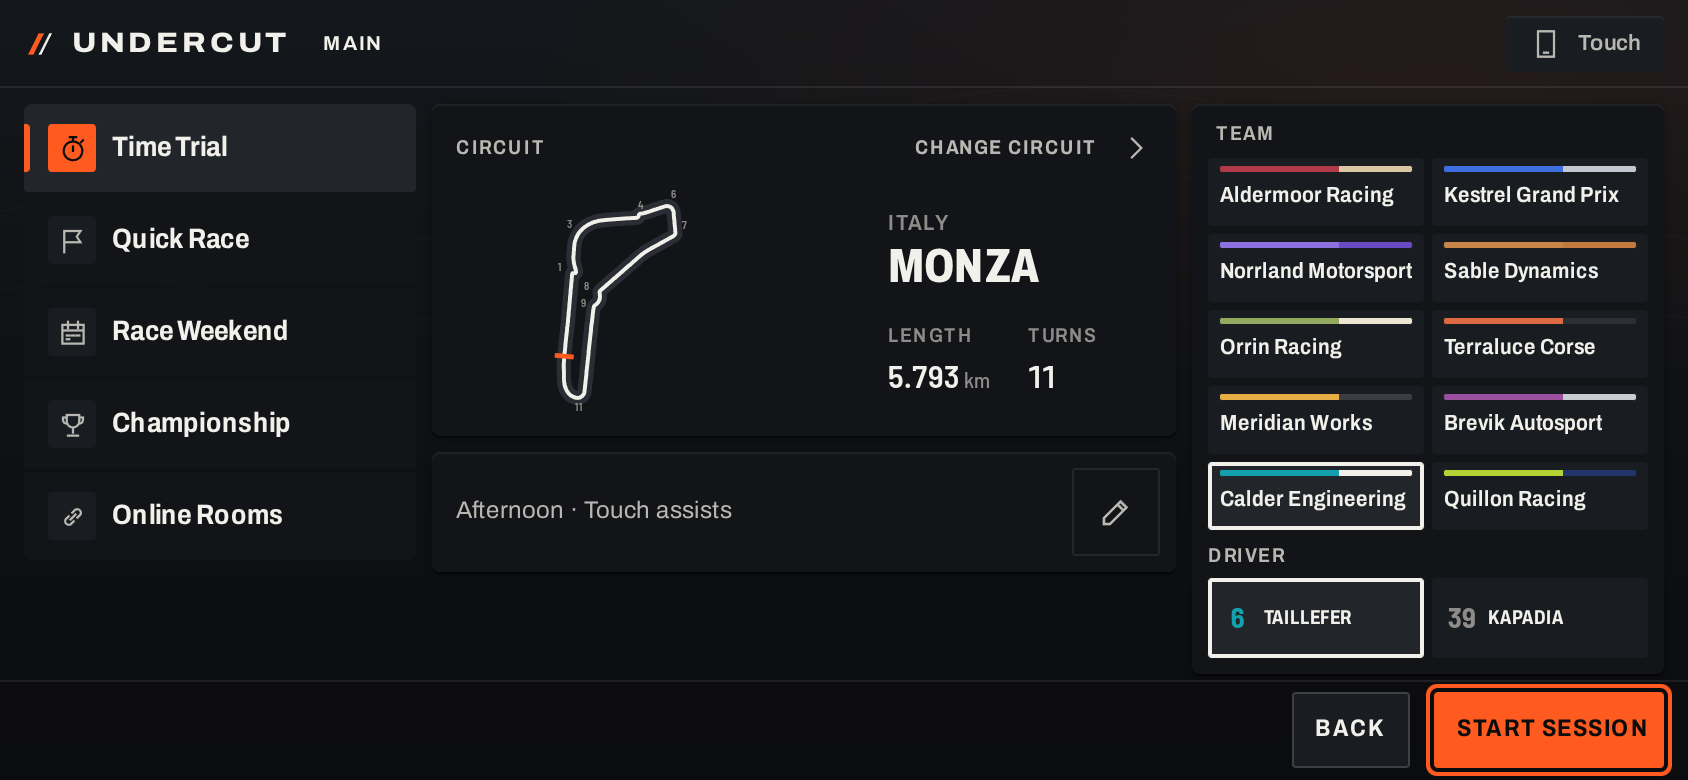 UNDERCUT MAIN
Touch
Time Trial
Quick Race
Race Weekend
Championship
Online Rooms
CIRCUIT
CHANGE CIRCUIT
6
4
3
7
1
8
9
11
ITALY
MONZA
LENGTH TURNS
5.793 km 11
Afternoon · Touch assists
TEAM
Aldermoor Racing
Kestrel Grand Prix
Norrland Motorsport
Sable Dynamics
Orrin Racing
Terraluce Corse
Meridian Works
Brevik Autosport
Calder Engineering
Quillon Racing
DRIVER
6 TAILLEFER
39 KAPADIA
BACK
START SESSION